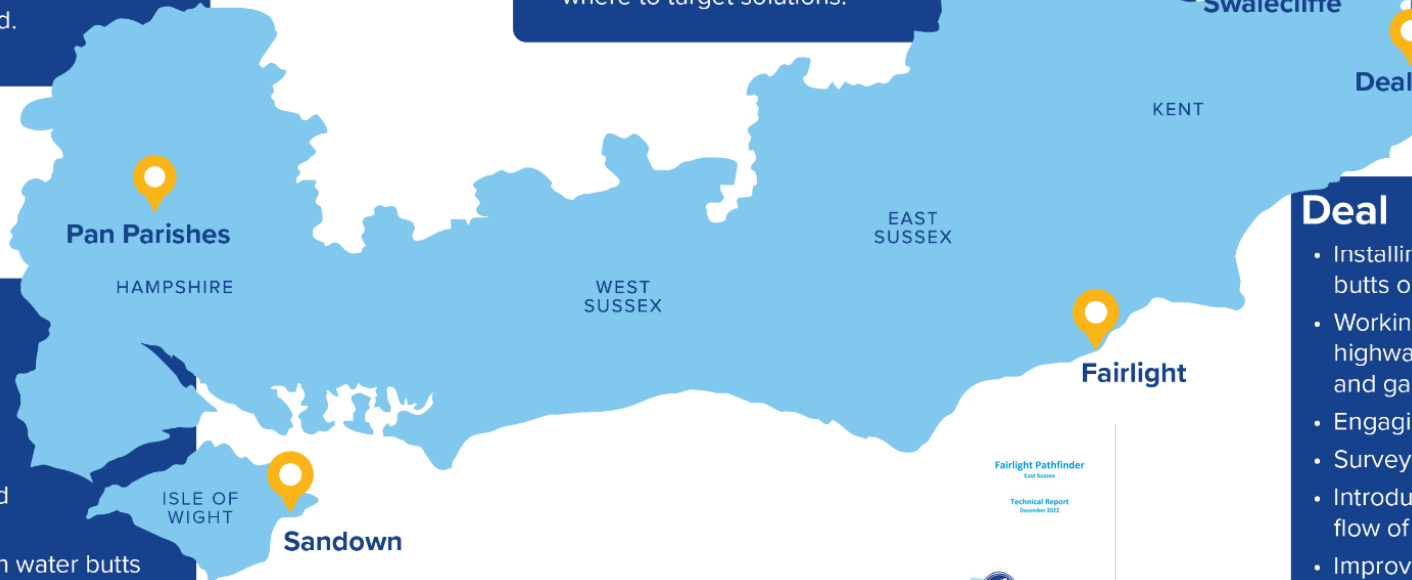 d.
where to target solutions.
Swalecliffe
Deal
KENT
Pan Parishes
HAMPSHIRE
EAST
SUSSEX
WEST
SUSSEX
Fairlight
ISLE OF
WIGHT
Sandown
d
n water butts
Fairlight Pathfinder
East Sussex
Technical Report
December 2022
Deal
• Installin
butts o
• Workin
highwa
and ga
• Engagi
• Survey
• Introdu
flow of
• Improv